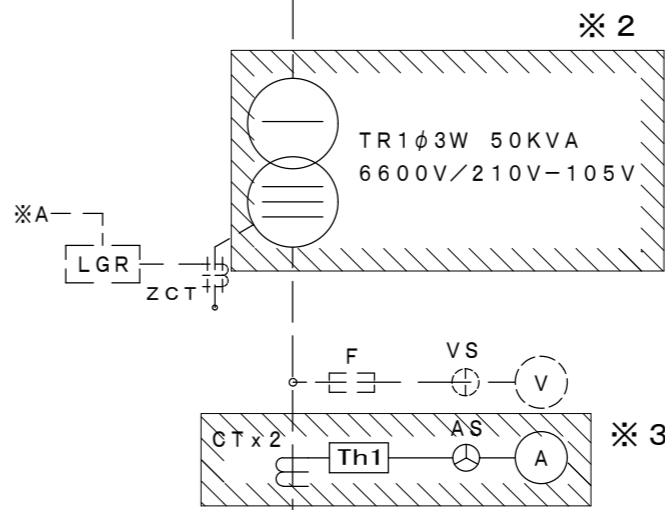 ※2
TR1φ3W 50KVA
6600V/210V-105V
※A
LGR
ZCT
F
VS
V
CTx2
AS
※3
Th1
A